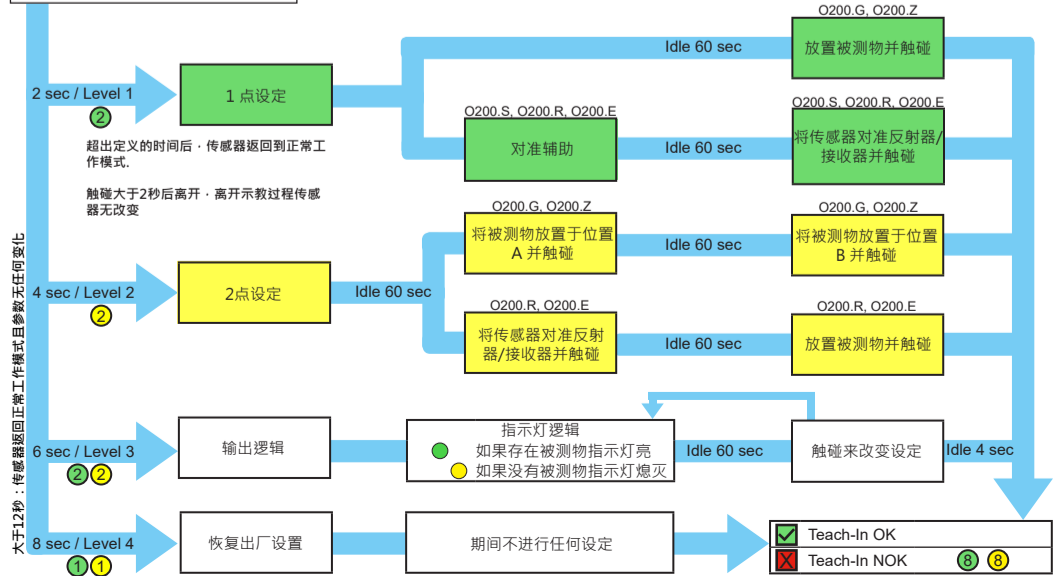 O200.G, O200.Z
Idle 60 sec
放置被测物并触碰
2 sec / Level 1
2
1 点设定
O200.S, O200.R, O200.E
对准辅助
Idle 60 sec
O200.S, O200.R, O200.E
将传感器对准反射器/
接收器并触碰
超出定义的时间后，传感器返回到正常工
作模式.
触碰大于2秒后离开，离开示教过程传感
器无改变
O200.G, O200.Z
将被测物放置于位置
A 并触碰
Idle 60 sec
O200.G, O200.Z
将被测物放置于位置
B 并触碰
4 sec / Level 2
2
2点设定
Idle 60 sec
O200.R, O200.E
将传感器对准反射
器/接收器并触碰
Idle 60 sec
O200.R, O200.E
放置被测物并触碰
6 sec / Level 3
2 2
输出逻辑
指示灯逻辑
如果存在被测物指示灯亮
如果没有被测物指示灯熄灭
Idle 60 sec
触碰来改变设定
Idle 4 sec
8 sec / Level 4
1 1
恢复出厂设置
期间不进行任何设定
Teach-In OK
Teach-In NOK 8 8
大于12秒：传感器返回正常工作模式且参数无任何变化